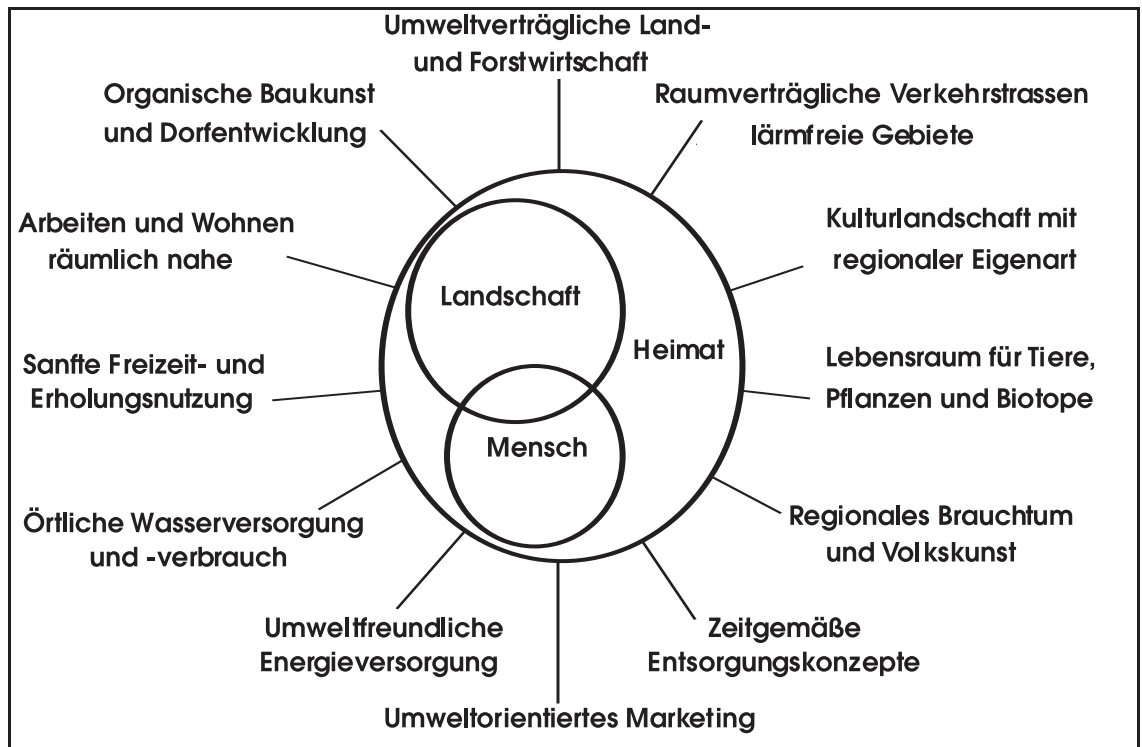 Umweltverträgliche Land-
und Forstwirtschaft
Organische Baukunst
und Dorfentwicklung
Raumverträgliche Verkehrstrassen
lärmfreie Gebiete
Arbeiten und Wohnen
räumlich nahe
Kulturlandschaft mit
regionaler Eigenart
Landschaft
Heimat
Sanfte Freizeit- und
Erholungsnutzung
Lebensraum für Tiere,
Pflanzen und Biotope
Mensch
Örtliche Wasserversorgung
und -verbrauch
Regionales Brauchtum
und Volkskunst
Umweltfreundliche
Energieversorgung
Zeitgemäße
Entsorgungskonzepte
Umweltorientiertes Marketing